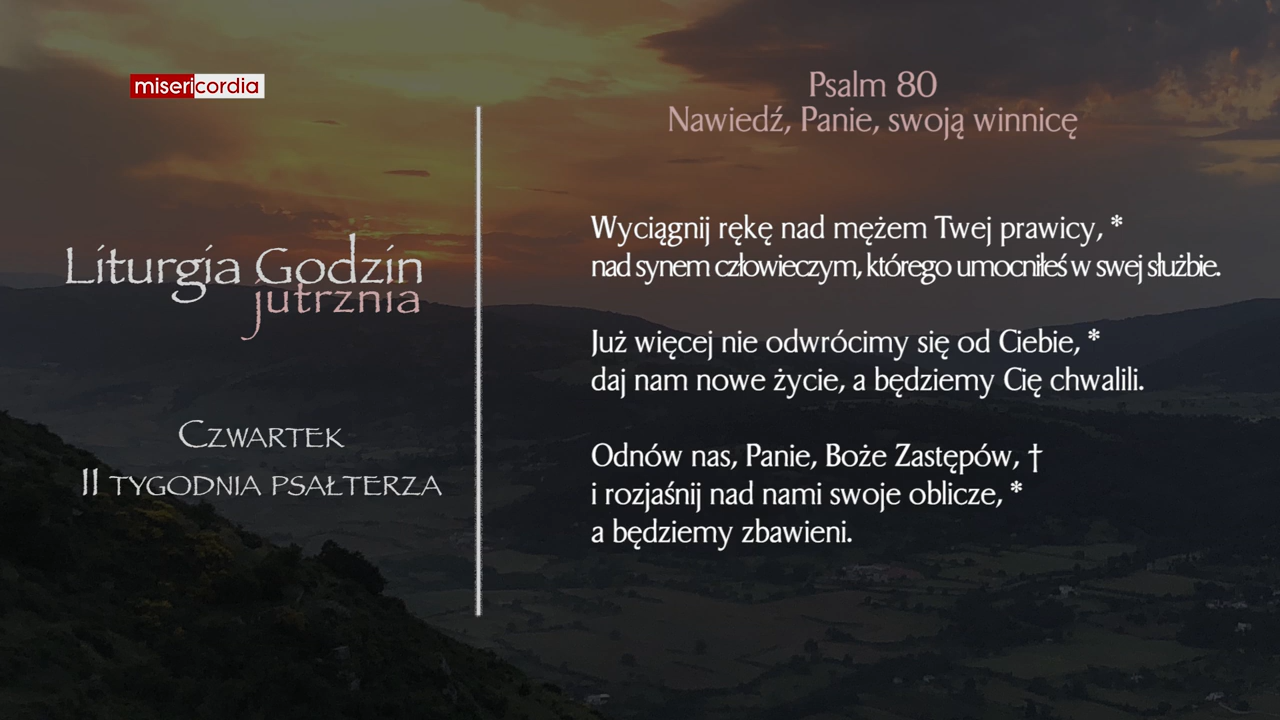 misericordia
Liturgia Godzin
jutrznia
Czwartek
II tygodnia psałterza
Psalm 80
Nawiedź, Panie, swoją winnicę
Wyciągnij rękę nad mężem Twej prawicy, *
nad synem człowieczym, którego umocniłeś w swej służbie.
Już więcej nie odwrócimy się od Ciebie, *
daj nam nowe życie, a będziemy Cię chwalili.
Odnów nas, Panie, Boże Zastępów, †
i rozjaśnij nad nami swoje oblicze, *
a będziemy zbawieni.